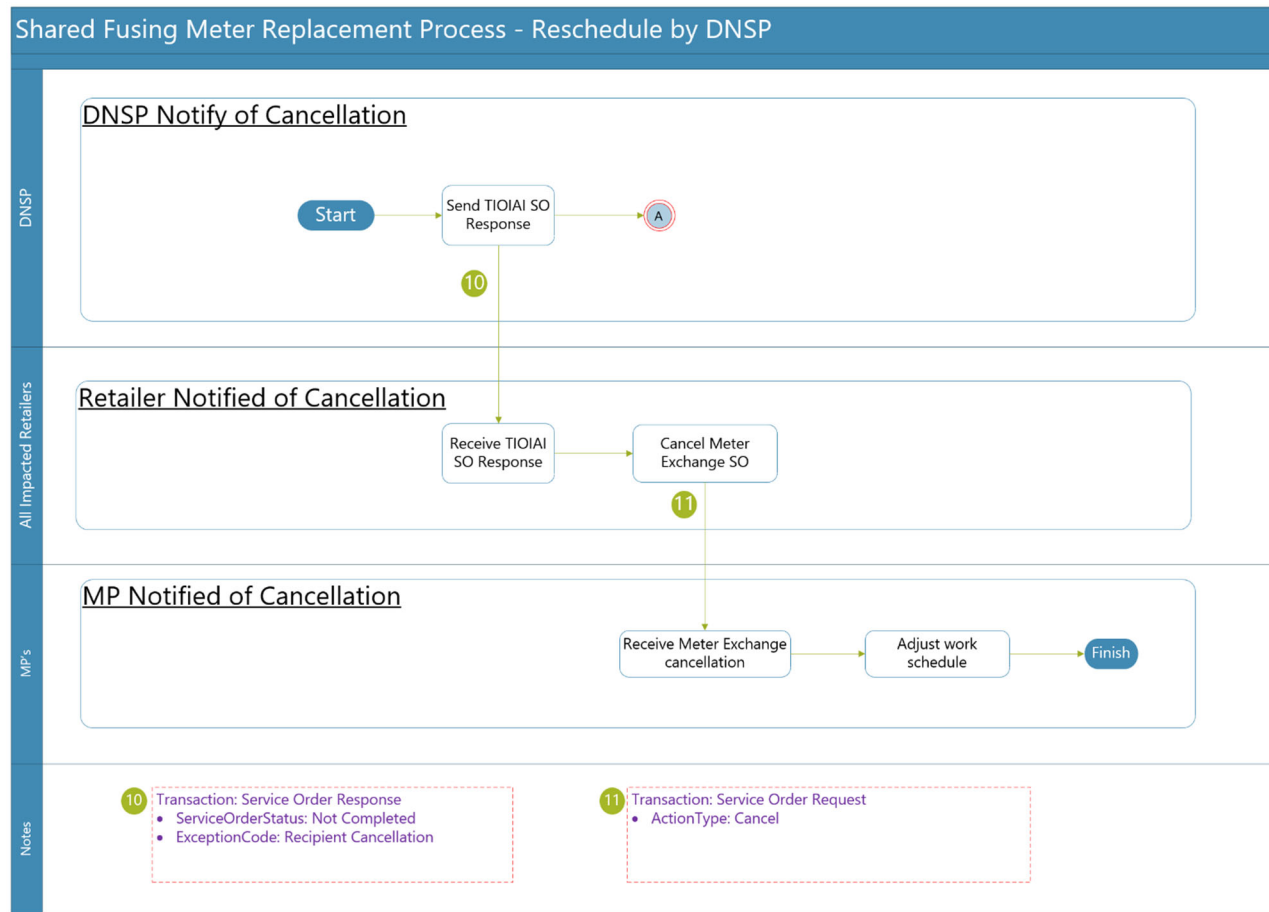 Shared Fusing Meter Replacement Process - Reschedule by DNSP
DNSP
DNSP Notify of Cancellation
Start
Send TIOIAI SO
Response
A
10
All Impacted Retailers
Retailer Notified of Cancellation
Receive TIOIAI
SO Response
Cancel Meter
Exchange SO
11
MP's
MP Notified of Cancellation
Receive Meter Exchange
cancellation
Adjust work
schedule
Finish
Notes
10
Transaction: Service Order Response
• ServiceOrderStatus: Not Completed
• ExceptionCode: Recipient Cancellation
11
Transaction: Service Order Request
• ActionType: Cancel